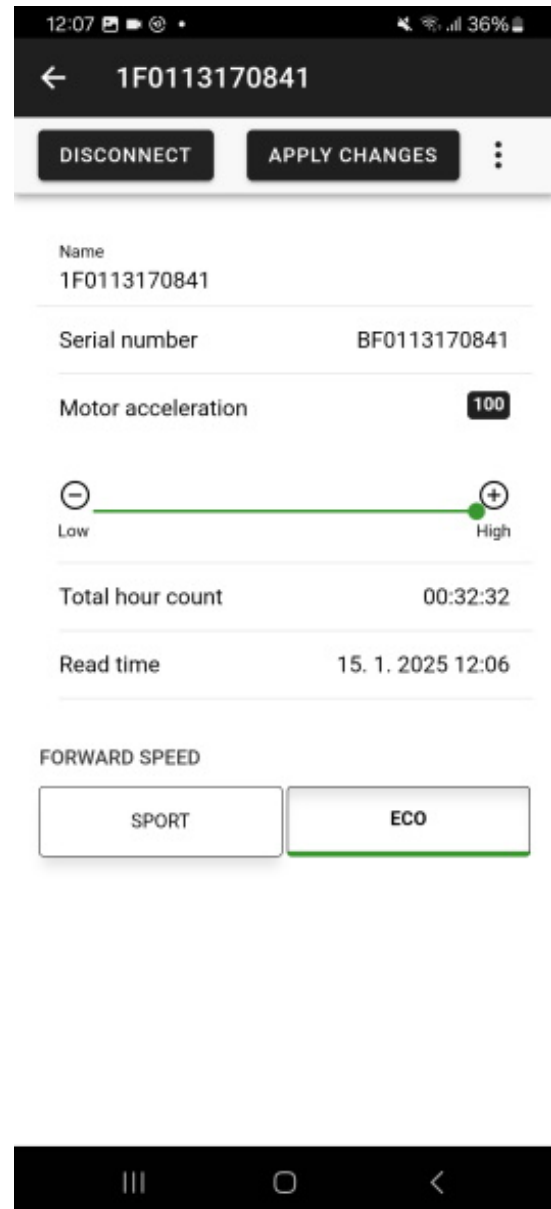 12:07 36%
1F0113170841
DISCONNECT APPLY CHANGES
Name
1F0113170841
Serial number BF0113170841
Motor acceleration 100
Low High
Total hour count 00:32:32
Read time 15. 1. 2025 12:06
FORWARD SPEED
SPORT ECO